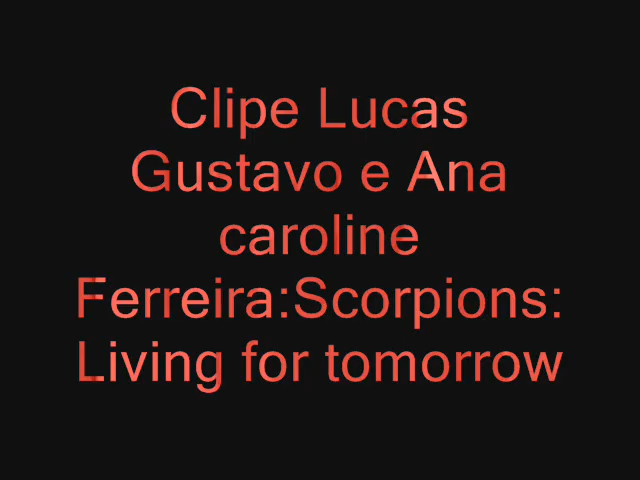 Clipe Lucas
Gustavo e Ana
caroline
Ferreira:Scorpions:
Living for tomorrow